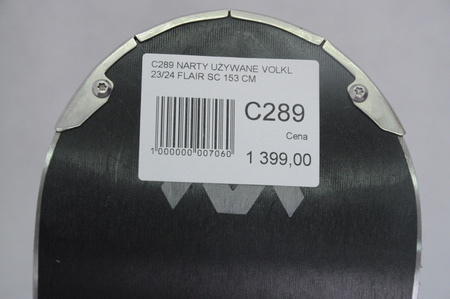 C289 NARTY UŻYWANE VOLKL
23/24 FLAIR SC 153 CM
C289
Cena
1 399,00
1000000007060